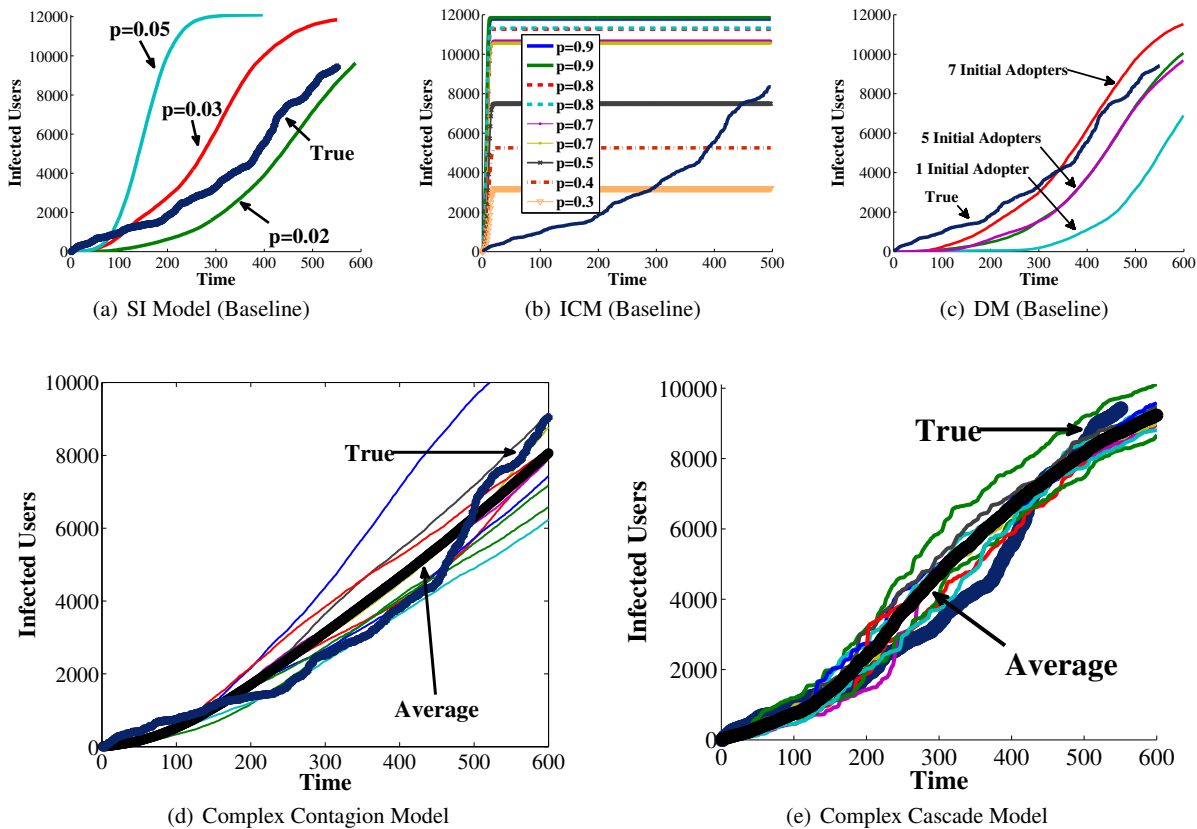 12000
10000
8000
6000
4000
2000
0
Infected Users
p=0.05
p=0.03
True
p=0.02
0 100 200 300 400 500 600
Time
(a) SI Model (Baseline)
12000
10000
8000
6000
4000
2000
0
Infected Users
p=0.9
p=0.9
p=0.8
p=0.8
p=0.7
p=0.7
p=0.5
p=0.4
p=0.3
0 100 200 300 400 500
Time
(b) ICM (Baseline)
12000
10000
8000
6000
4000
2000
0
Infected Users
7 Initial Adopters
5 Initial Adopters
1 Initial Adopter
True
0 100 200 300 400 500 600
Time
(c) DM (Baseline)
10000
8000
6000
4000
2000
0
Infected Users
True
Average
0 100 200 300 400 500 600
Time
(d) Complex Contagion Model
10000
8000
6000
4000
2000
0
Infected Users
True
Average
0 100 200 300 400 500 600
Time
(e) Complex Cascade Model